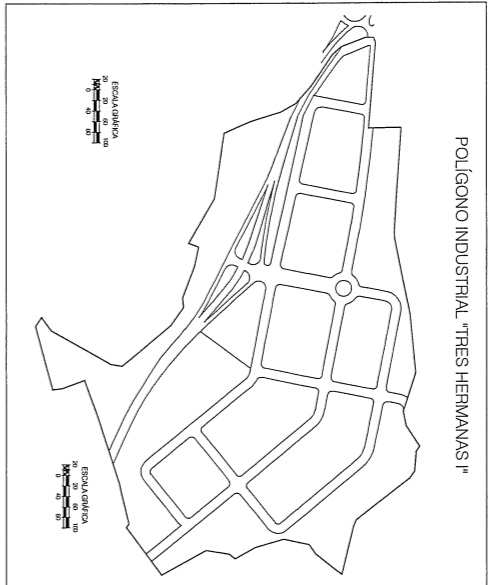 POLÍGONO INDUSTRIAL "TRES HERMANAS I"
ESCALA GRÁFICA
20 0 20 40 60 80 100
ESCALA GRÁFICA
20 0 20 40 60 80 100